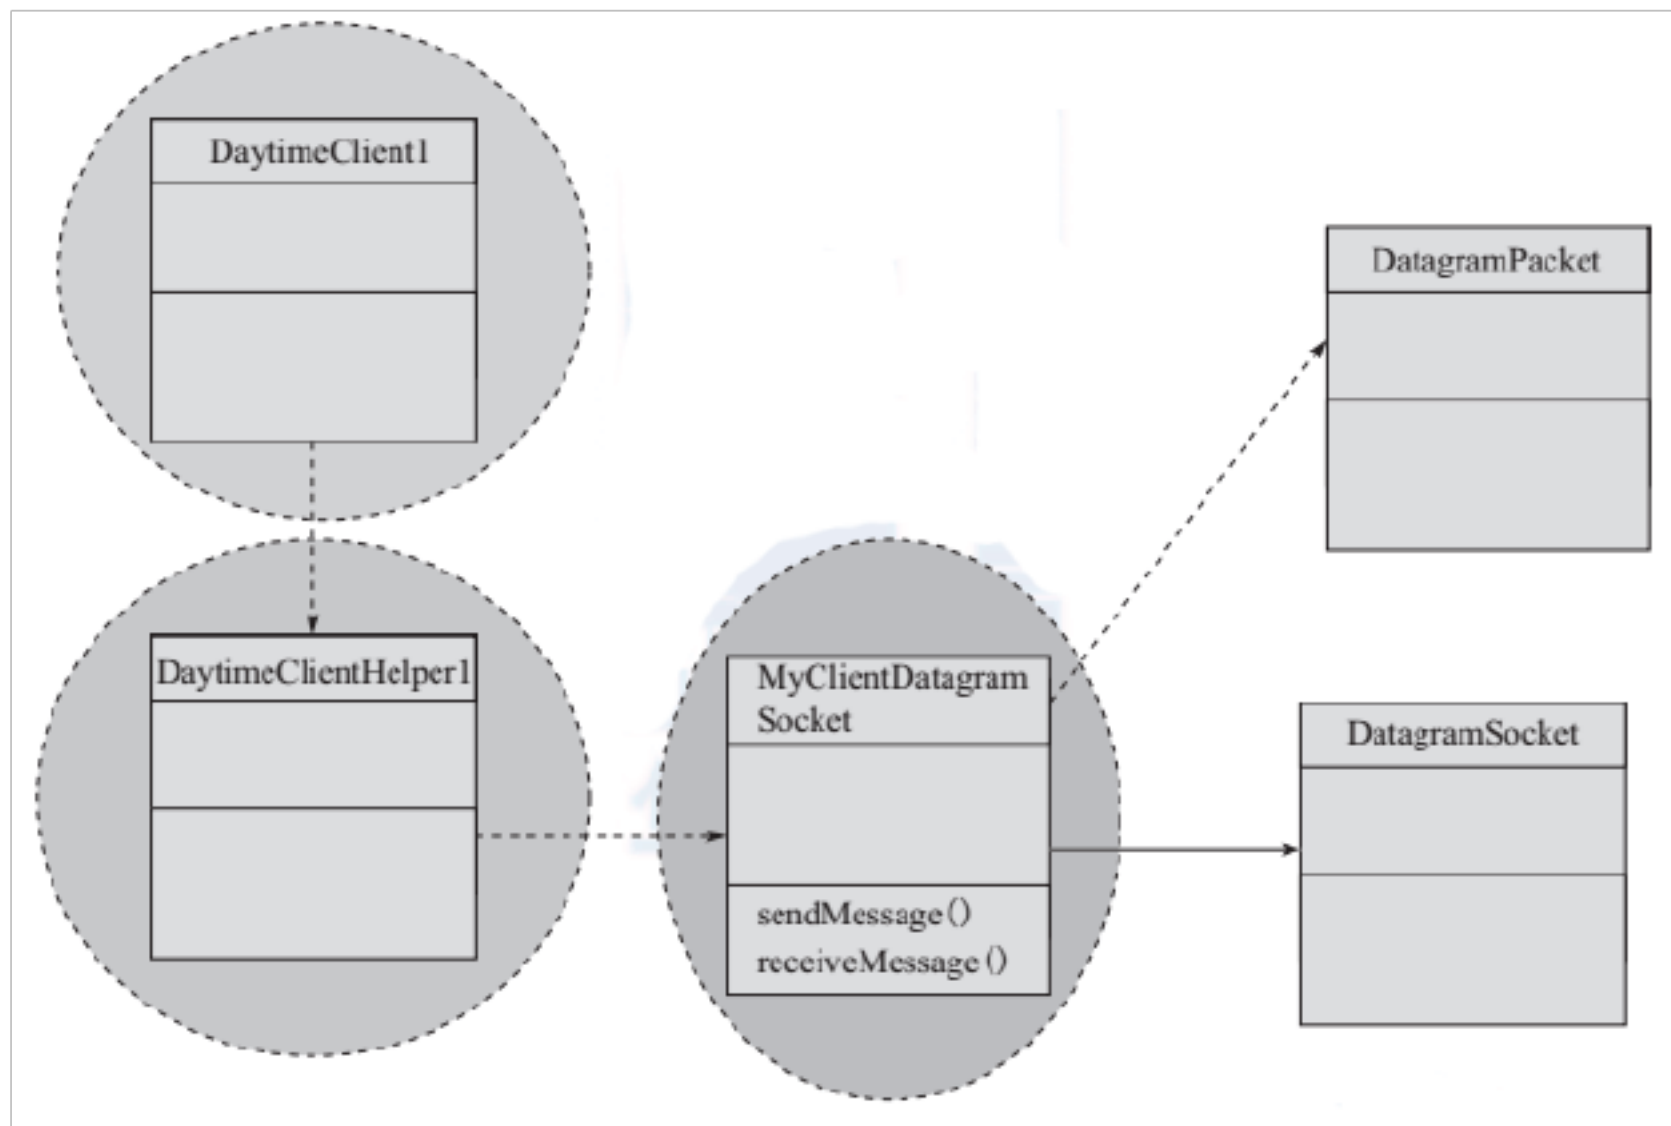 DaytimeClient1
DatagramPacket
DaytimeClientHelper1
MyClientDatagram
Socket
DatagramSocket
sendMessage()
receiveMessage()